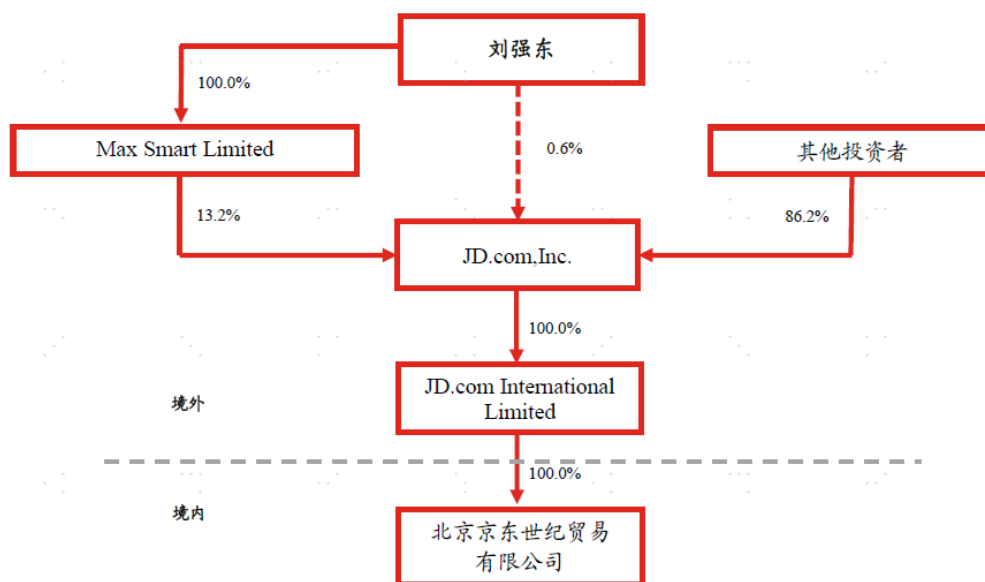 刘强东
100.0%
Max Smart Limited
0.6%
其他投资者
13.2%
86.2%
JD.com,Inc.
100.0%
JD.com International
Limited
境外
100.0%
境内
北京京东世纪贸易
有限公司